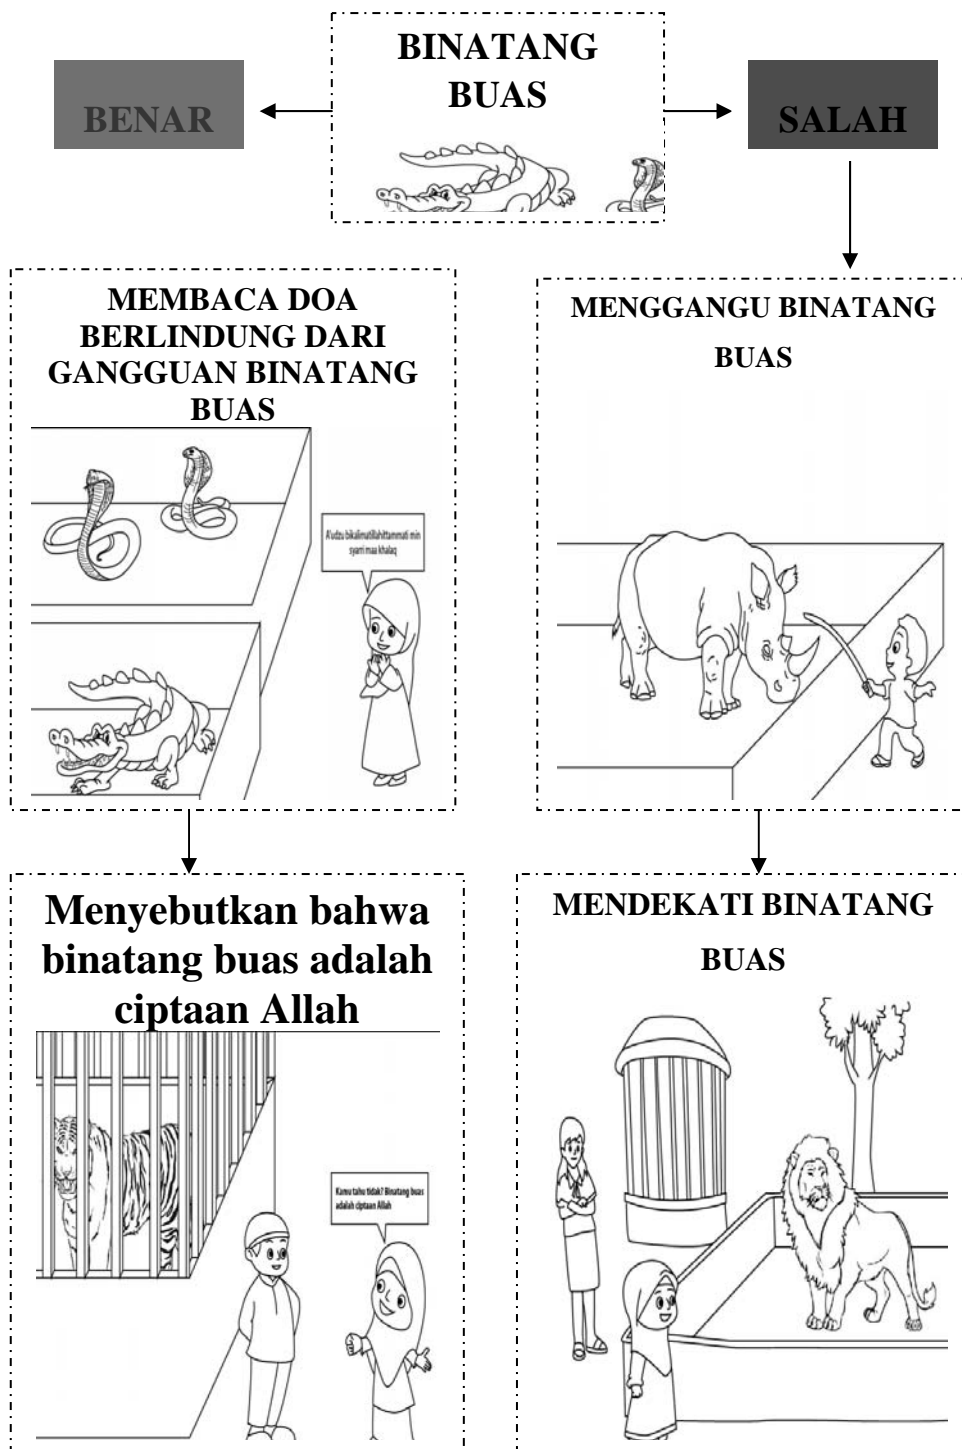 BINATANG
BUAS
BENAR
SALAH
MEMBACA DOA
BERLINDUNG DARI
GANGGUAN BINATANG
BUAS
A'udzu bikalimatillahittammati min
syarri maa khalaq
MENGGANGU BINATANG
BUAS
Menyebutkan bahwa
binatang buas adalah
ciptaan Allah
Kamu tahu tidak? Binatang buas
adalah ciptaan Allah
MENDEKATI BINATANG
BUAS